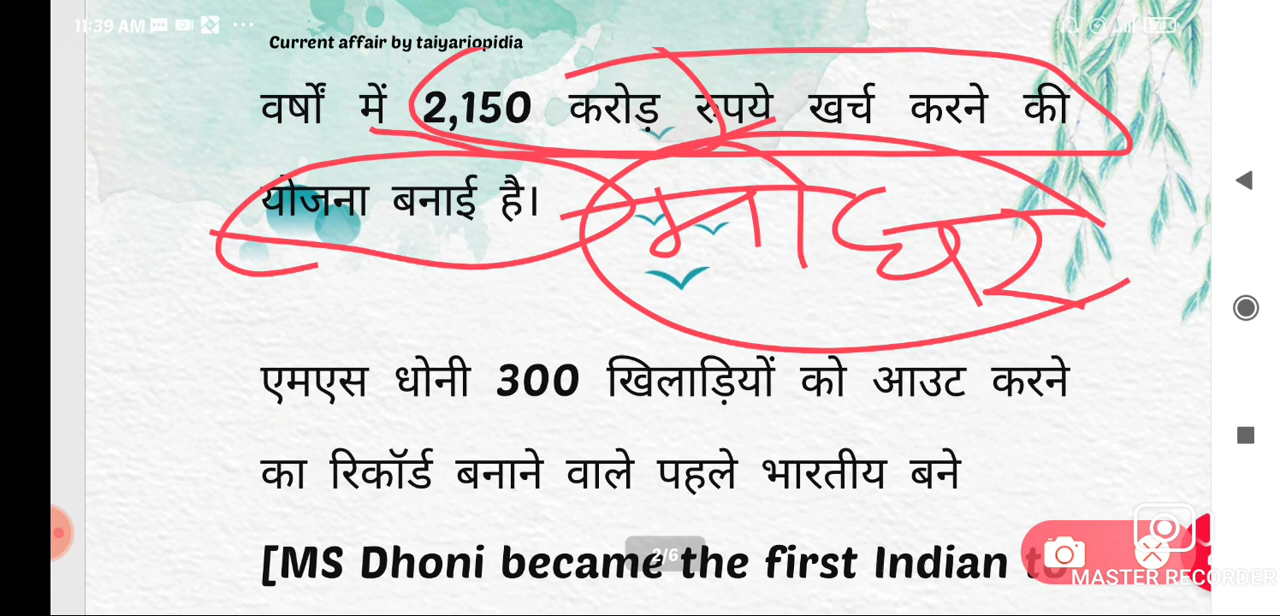 11:39 AM
Current affair by taiyariopidia
वर्षों में 2,150 करोड़ रुपये खर्च करने की
योजना बनाई है।
एमएस धोनी 300 खिलाड़ियों को आउट करने
का रिकॉर्ड बनाने वाले पहले भारतीय बने
[MS Dhoni became the first Indian to
2/6
MASTER RECORDER